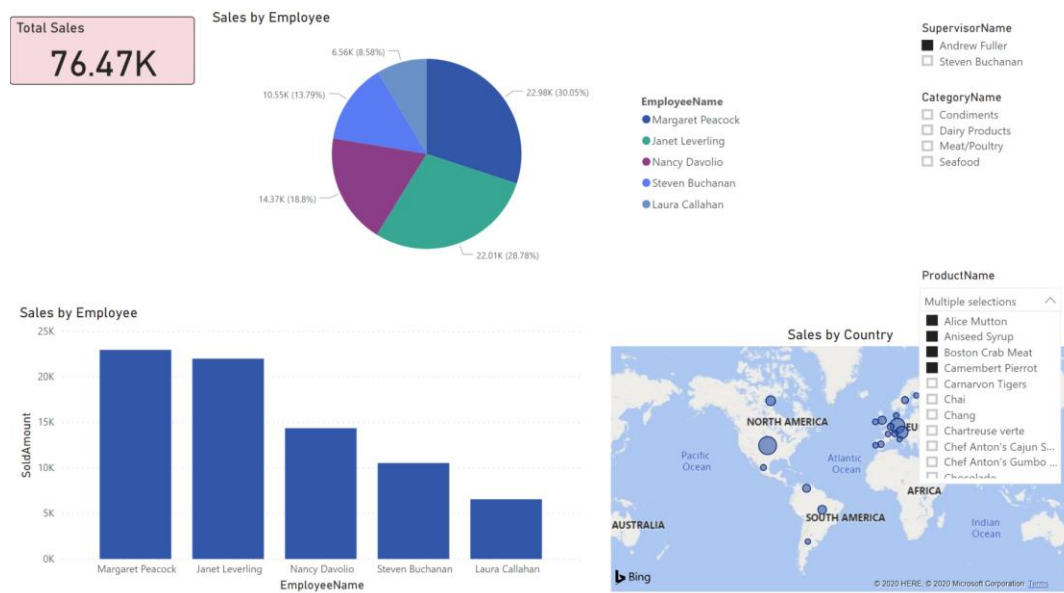 Total Sales
76.47K
Sales by Employee
6.56K (8.58%)
22.98K (30.05%)
10.55K (13.79%)
14.37K (18.8%)
22.01K (28.78%)
EmployeeName
Margaret Peacock
Janet Leverling
Nancy Davolio
Steven Buchanan
Laura Callahan
SupervisorName
Andrew Fuller
Steven Buchanan
CategoryName
Condiments
Dairy Products
Meat/Poultry
Seafood
ProductName
Multiple selections
Alice Mutton
Aniseed Syrup
Boston Crab Meat
Camembert Pierrot
Carnarvon Tigers
Chai
Chang
Chartreuse verte
Chef Anton's Cajun S...
Chef Anton's Gumbo ...
Chocolade
Sales by Employee
SoldAmount
25K
20K
15K
10K
5K
0K
Margaret Peacock
Janet Leverling
Nancy Davolio
Steven Buchanan
Laura Callahan
EmployeeName
Sales by Country
NORTH AMERICA
EU
Pacific
Ocean
Atlantic
Ocean
AFRICA
SOUTH AMERICA
AUSTRALIA
Indian
Ocean
Bing
© 2020 HERE, © 2020 Microsoft Corporation Terms